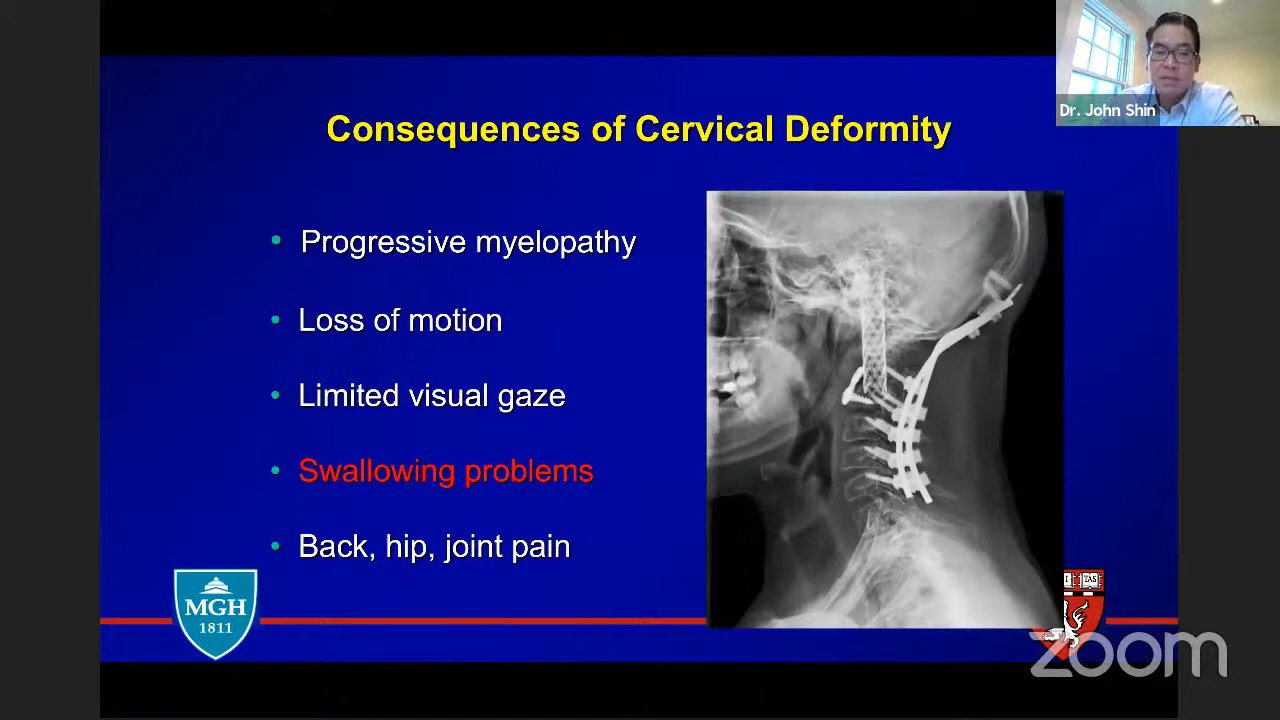 Dr. John Shin
Consequences of Cervical Deformity
Progressive myelopathy
Loss of motion
Limited visual gaze
Swallowing problems
Back, hip, joint pain
MGH
1811
TAS
zoom